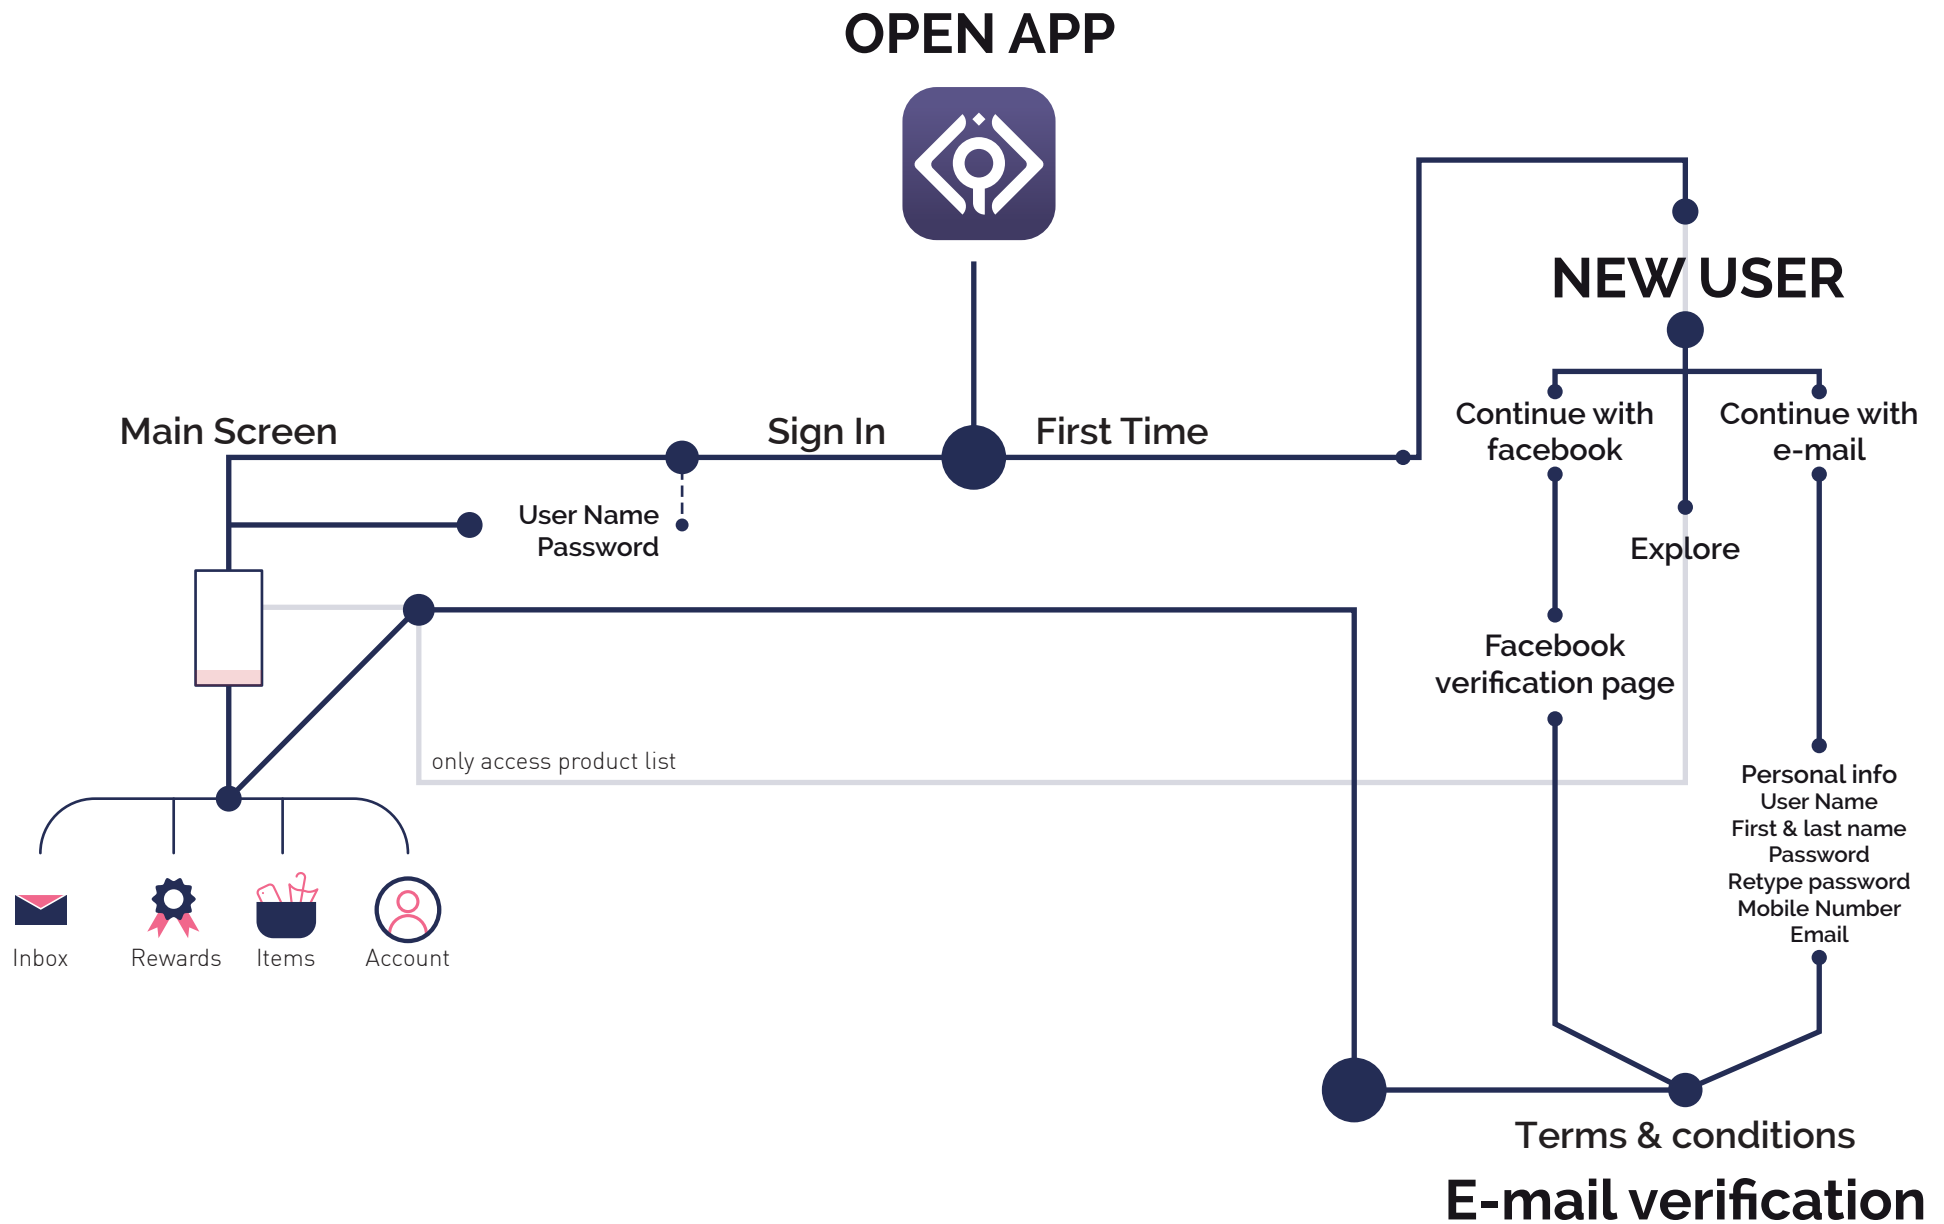 OPEN APP
NEW USER
Main Screen
Sign In
First Time
Continue with
facebook
Continue with
e-mail
User Name
Password
Explore
Facebook
verification page
only access product list
Personal info
User Name
First & last name
Password
Retype password
Mobile Number
Email
Inbox
Rewards
Items
Account
Terms & conditions
E-mail verification